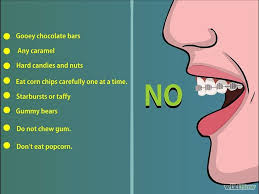 Gooey chocolate bars
Any caramel
Hard candies and nuts
Eat corn chips carefully one at a time.
Starbursts or taffy
Gummy bears
Do not chew gum.
Don't eat popcorn.
NO
wikiHow